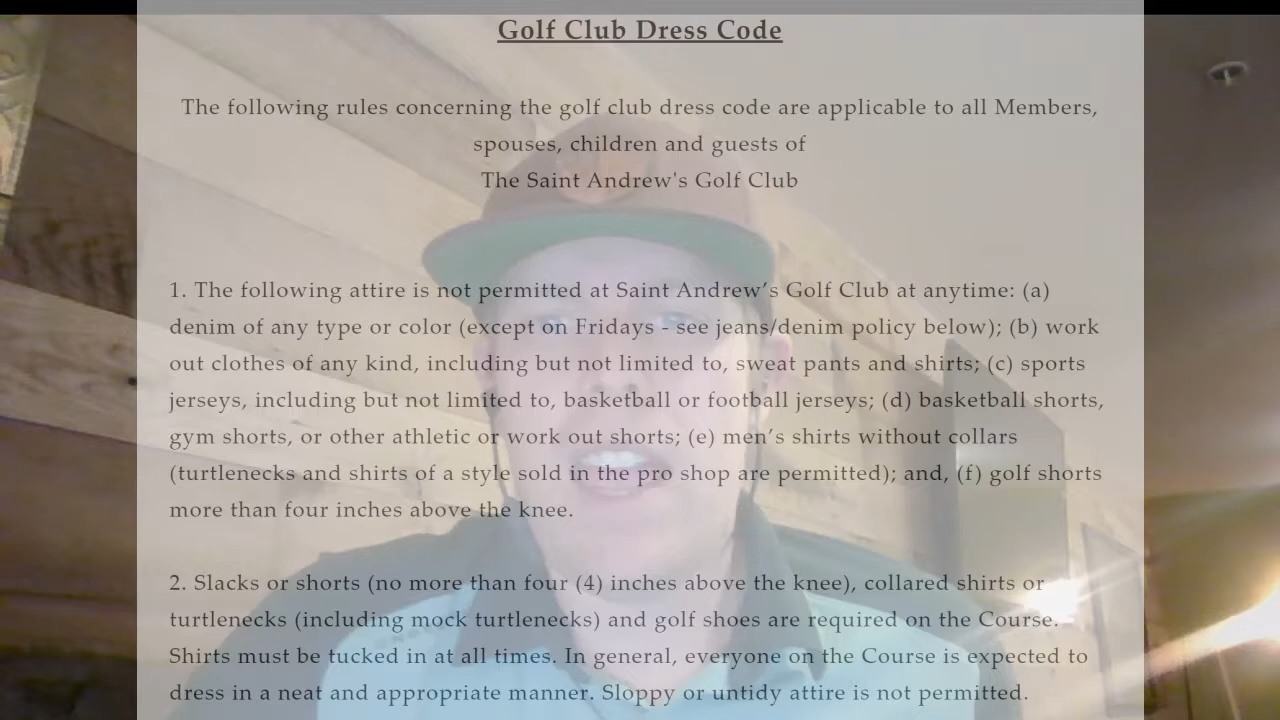 Golf Club Dress Code
The following rules concerning the golf club dress code are applicable to all Members,
spouses, children and guests of
The Saint Andrew's Golf Club
1. The following attire is not permitted at Saint Andrew’s Golf Club at anytime: (a)
denim of any type or color (except on Fridays - see jeans/denim policy below); (b) work
out clothes of any kind, including but not limited to, sweat pants and shirts; (c) sports
jerseys, including but not limited to, basketball or football jerseys; (d) basketball shorts,
gym shorts, or other athletic or work out shorts; (e) men’s shirts without collars
(turtlenecks and shirts of a style sold in the pro shop are permitted); and, (f) golf shorts
more than four inches above the knee.
2. Slacks or shorts (no more than four (4) inches above the knee), collared shirts or
turtlenecks (including mock turtlenecks) and golf shoes are required on the Course.
Shirts must be tucked in at all times. In general, everyone on the Course is expected to
dress in a neat and appropriate manner. Sloppy or untidy attire is not permitted.